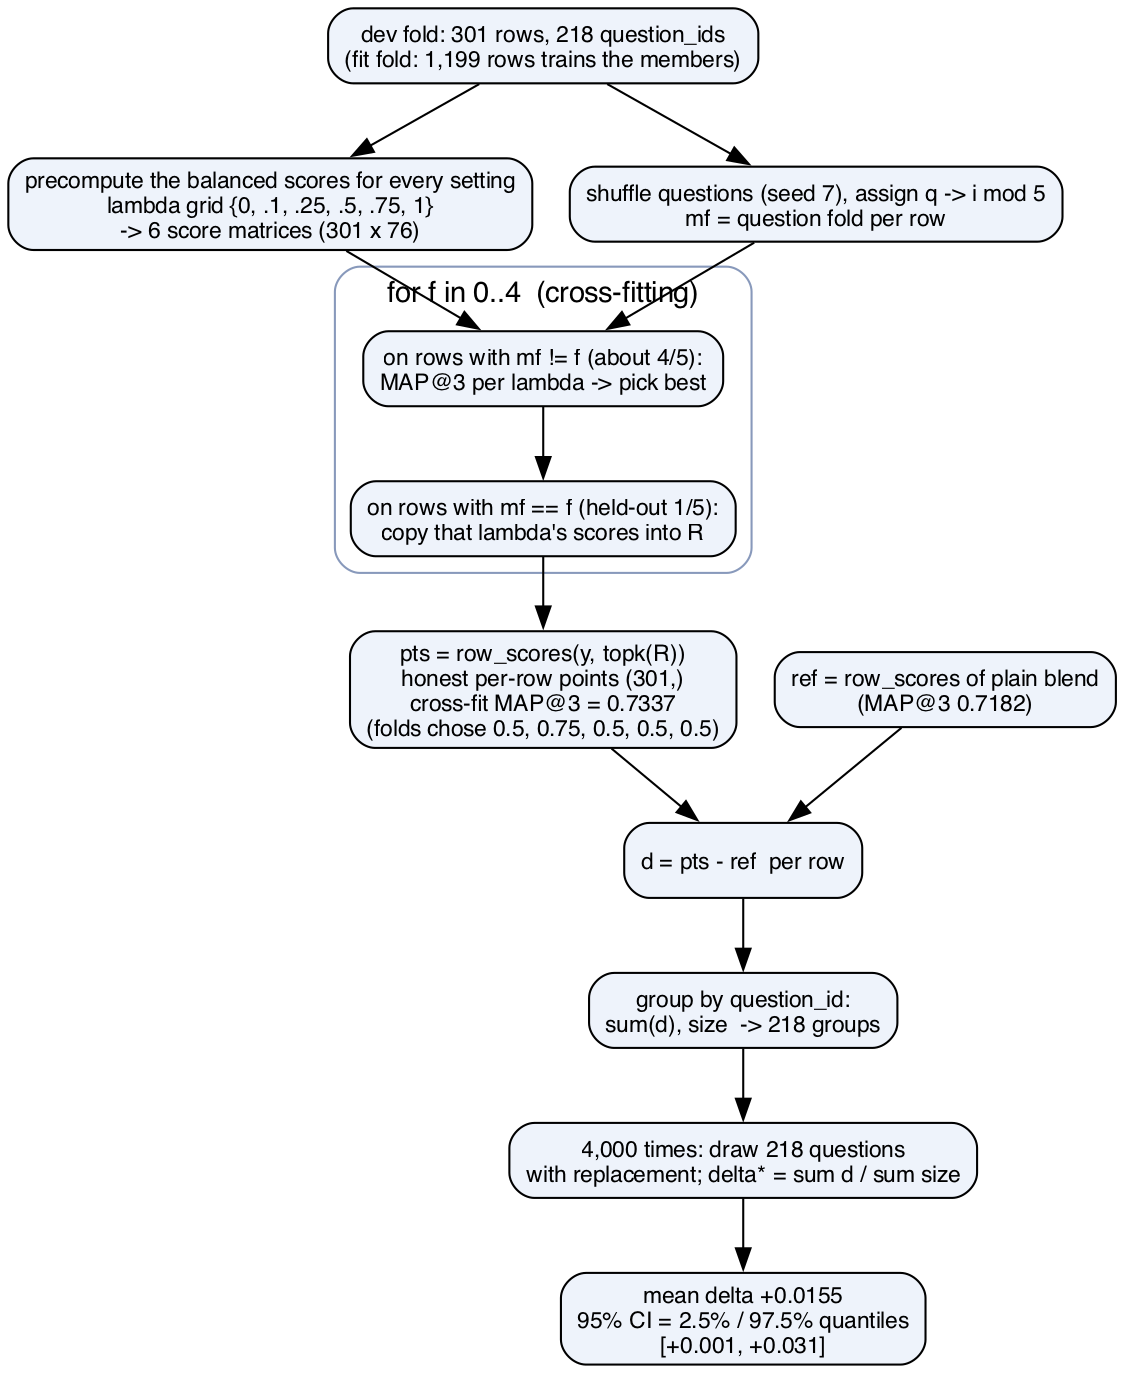 dev fold: 301 rows, 218 question_ids
(fit fold: 1,199 rows trains the members)
precompute the balanced scores for every setting
lambda grid {0, .1, .25, .5, .75, 1}
-> 6 score matrices (301 x 76)
shuffle questions (seed 7), assign q -> i mod 5
mf = question fold per row
for f in 0..4  (cross-fitting)
on rows with mf != f (about 4/5):
MAP@3 per lambda -> pick best
on rows with mf == f (held-out 1/5):
copy that lambda's scores into R
pts = row_scores(y, topk(R))
honest per-row points (301,)
cross-fit MAP@3 = 0.7337
(folds chose 0.5, 0.75, 0.5, 0.5, 0.5)
ref = row_scores of plain blend
(MAP@3 0.7182)
d = pts - ref  per row
group by question_id:
sum(d), size  -> 218 groups
4,000 times: draw 218 questions
with replacement; delta* = sum d / sum size
mean delta +0.0155
95% CI = 2.5% / 97.5% quantiles
[+0.001, +0.031]